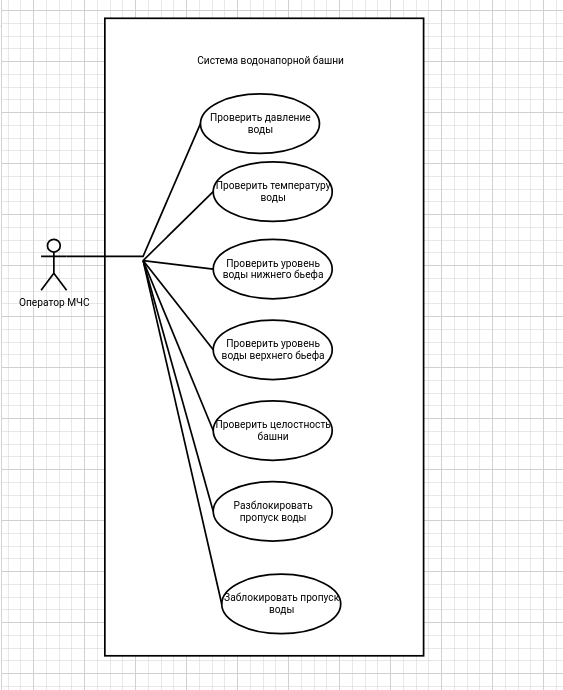 Система водонапорной башни
Проверить давление
воды
Проверить температуру
воды
Проверить уровень
воды нижнего бьефа
Оператор МЧС
Проверить уровень
воды верхнего бьефа
Проверить целостность
башни
Разблокировать
пропуск воды
Заблокировать пропуск
воды